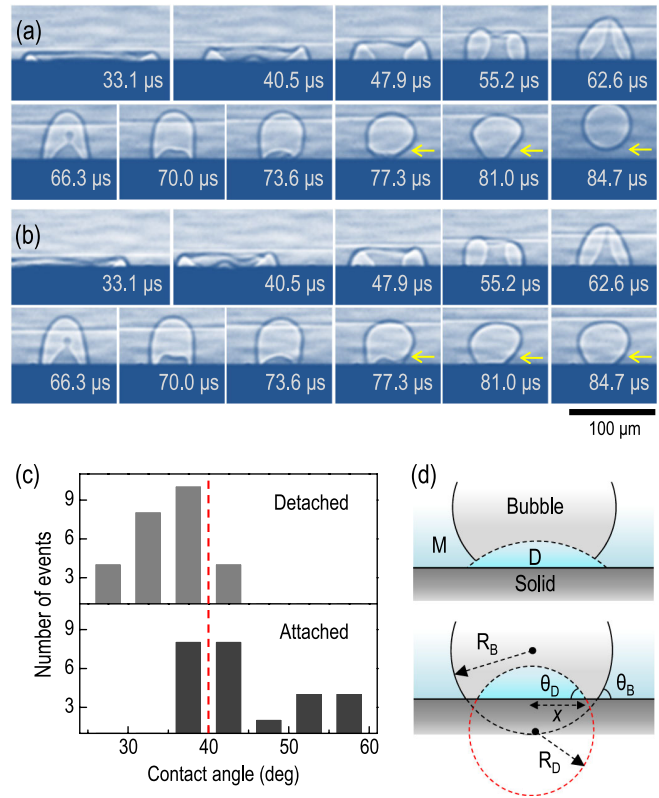 (a)
33.1 µs
40.5 µs
47.9 µs
55.2 µs
62.6 µs
66.3 µs
70.0 µs
73.6 µs
77.3 µs
81.0 µs
84.7 µs
(b)
33.1 µs
40.5 µs
47.9 µs
55.2 µs
62.6 µs
66.3 µs
70.0 µs
73.6 µs
77.3 µs
81.0 µs
84.7 µs
100 µm
(c)
Number of events
9
6
3
Detached
9
6
3
Attached
30
40
50
60
Contact angle (deg)
(d)
Bubble
M
D
Solid
R_B
θ_D
θ_B
x
R_D